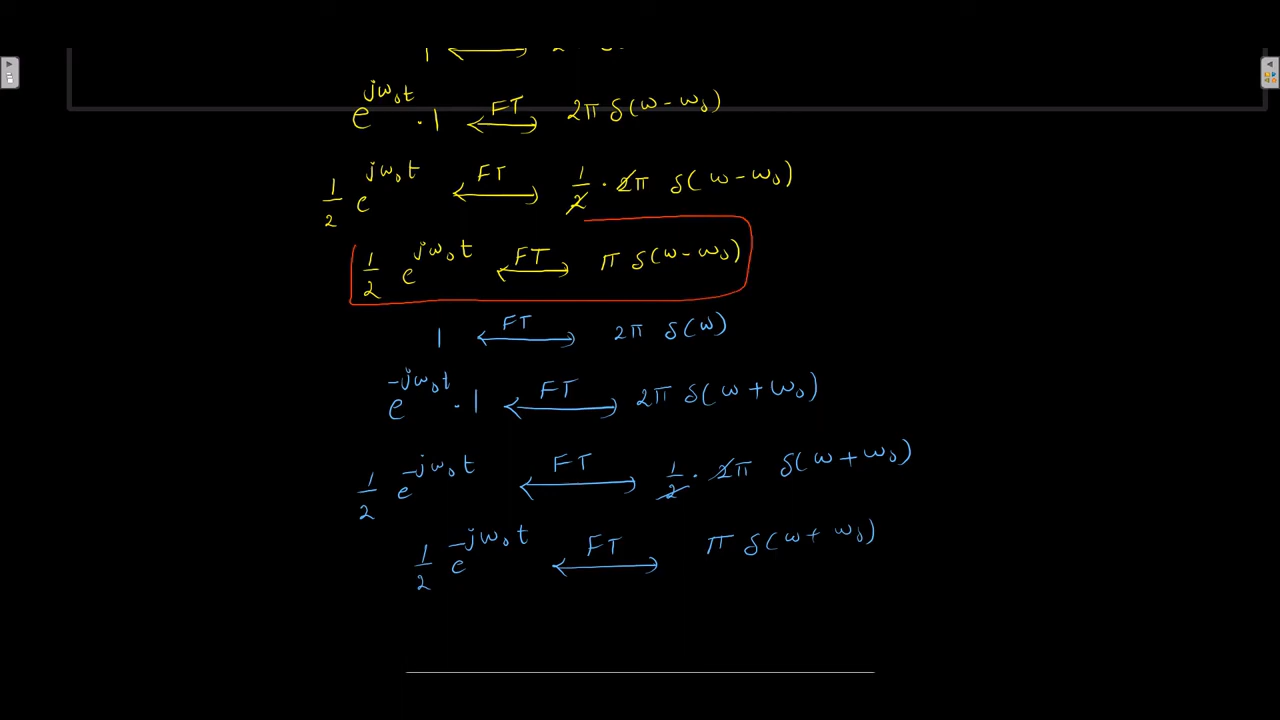 1 ⟷ 2π δ(
e^{jω₀t} · 1 ⟷ FT 2π δ(ω − ω₀)
1/2 e^{jω₀t} ⟷ FT 1/2 · 2π δ(ω − ω₀)
1/2 e^{jω₀t} ⟷ FT π δ(ω − ω₀)
1 ⟷ FT 2π δ(ω)
e^{−jω₀t} · 1 ⟷ FT 2π δ(ω + ω₀)
1/2 e^{−jω₀t} ⟷ FT 1/2 · 2π δ(ω + ω₀)
1/2 e^{−jω₀t} ⟷ FT π δ(ω + ω₀)